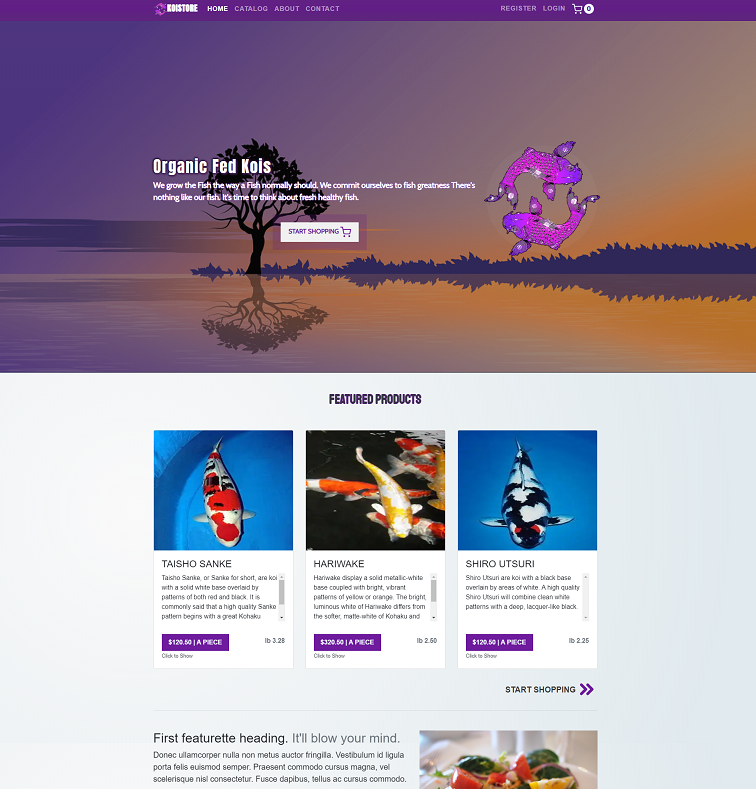 KOISTORE HOME CATALOG ABOUT CONTACT REGISTER LOGIN 0
Organic Fed Kois
We grow the Fish the way a Fish normally should. We commit ourselves to fish greatness There's
nothing like our fish. It's time to think about fresh healthy fish.
START SHOPPING
FEATURED PRODUCTS
TAISHO SANKE
Taisho Sanke, or Sanke for short, are koi
with a solid white base overlaid by
patterns of both red and black. It is
commonly said that a high quality Sanke
pattern begins with a great Kohaku
$120.50 | A PIECE
lb 3.28
Click to Show
HARIWAKE
Hariwake display a solid metallic-white
base coupled with bright, vibrant
patterns of yellow or orange. The bright,
luminous white of Hariwake differs from
the softer, matte-white of Kohaku and
$320.50 | A PIECE
lb 2.50
Click to Show
SHIRO UTSURI
Shiro Utsuri are koi with a black base
overlain by areas of white. A high quality
Shiro Utsuri will combine clean white
patterns with a deep, lacquer-like black.
$120.50 | A PIECE
lb 2.25
Click to Show
START SHOPPING
First featurette heading. It'll blow your mind.
Donec ullamcorper nulla non metus auctor fringilla. Vestibulum id ligula
porta felis euismod semper. Praesent commodo cursus magna, vel
scelerisque nisl consectetur. Fusce dapibus, tellus ac cursus commodo.